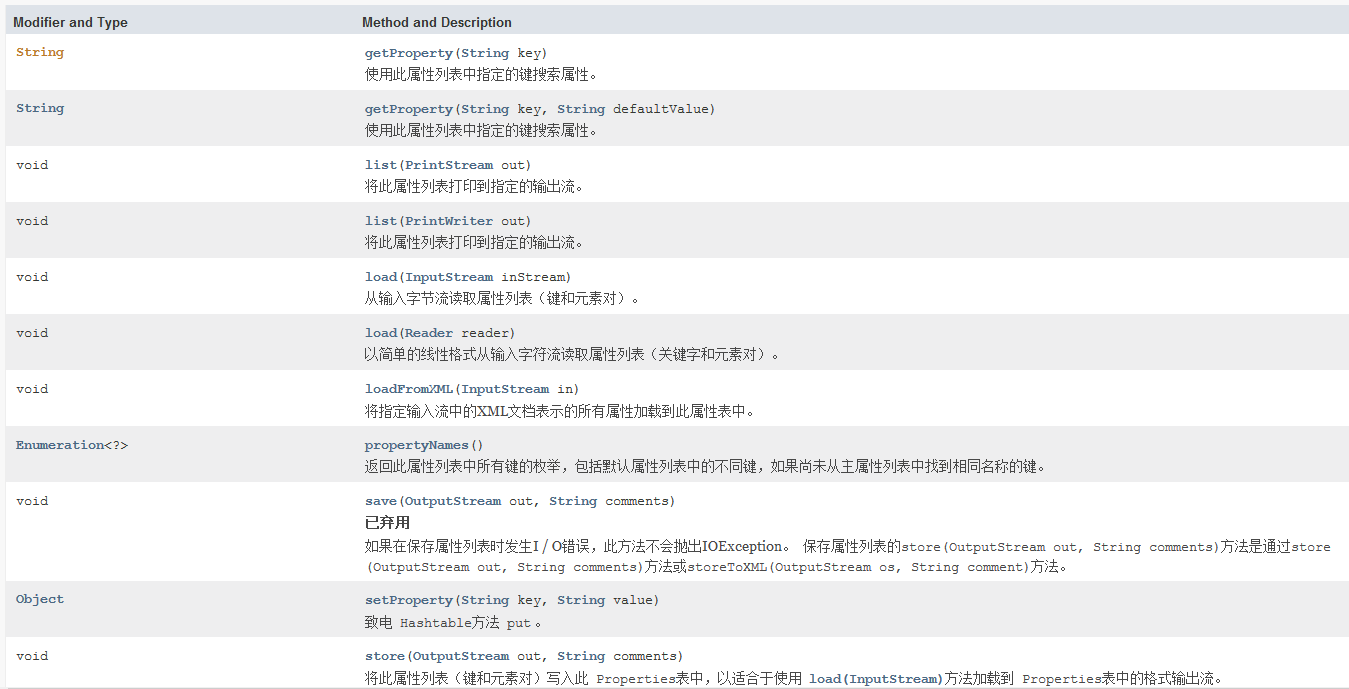 Modifier and Type Method and Description
String getProperty(String key)
使用此属性列表中指定的键搜索属性。
String getProperty(String key, String defaultValue)
使用此属性列表中指定的键搜索属性。
void list(PrintStream out)
将此属性列表打印到指定的输出流。
void list(PrintWriter out)
将此属性列表打印到指定的输出流。
void load(InputStream inStream)
从输入字节流读取属性列表（键和元素对）。
void load(Reader reader)
以简单的线性格式从输入字符流读取属性列表（关键字和元素对）。
void loadFromXML(InputStream in)
将指定输入流中的XML文档表示的所有属性加载到此属性表中。
Enumeration<?> propertyNames()
返回此属性列表中所有键的枚举，包括默认属性列表中的不同键，如果尚未从主属性列表中找到相同名称的键。
void save(OutputStream out, String comments)
已弃用
如果在保存属性列表时发生I / O错误，此方法不会抛出IOException。 保存属性列表的store(OutputStream out, String comments)方法是通过store
(OutputStream out, String comments)方法或storeToXML(OutputStream os, String comment)方法。
Object setProperty(String key, String value)
致电 Hashtable方法 put 。
void store(OutputStream out, String comments)
将此属性列表（键和元素对）写入此 Properties表中，以适合于使用 load(InputStream)方法加载到 Properties表中的格式输出流。